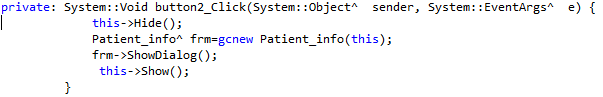 private: System::Void button2_Click(System::Object^  sender, System::EventArgs^  e) {
this->Hide();
Patient_info^ frm=gcnew Patient_info(this);
frm->ShowDialog();
this->Show();
}